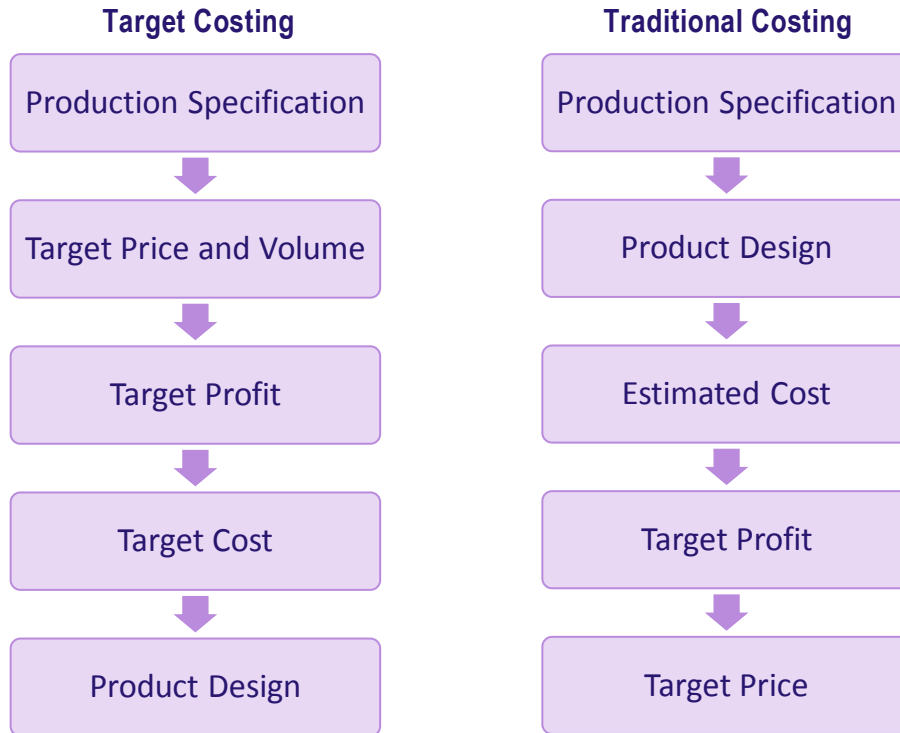 Target Costing
Production Specification
Target Price and Volume
Target Profit
Target Cost
Product Design
Traditional Costing
Production Specification
Product Design
Estimated Cost
Target Profit
Target Price